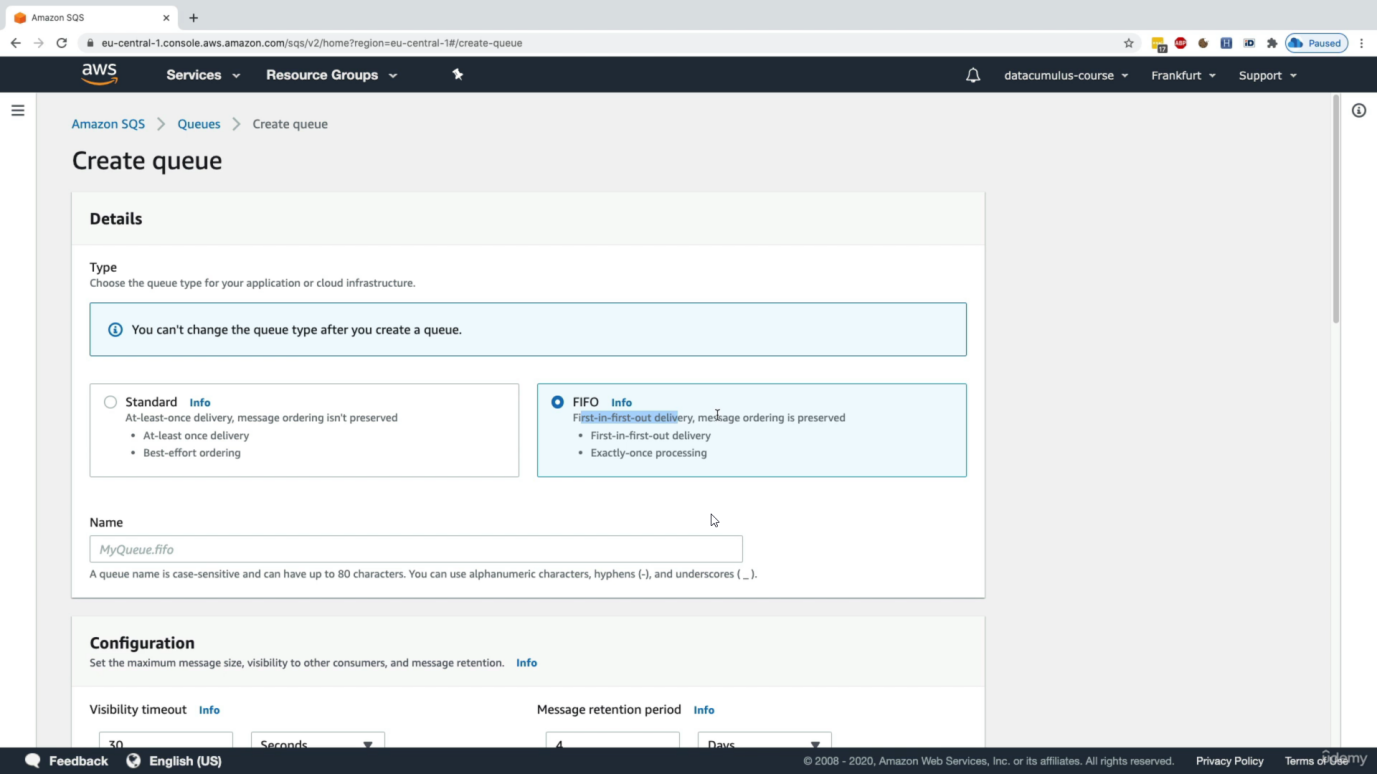 Amazon SQS
eu-central-1.console.aws.amazon.com/sqs/v2/home?region=eu-central-1#/create-queue
17
ABP
H
iD
Paused
aws
Services
Resource Groups
datacumulus-course
Frankfurt
Support
Amazon SQS > Queues > Create queue
Create queue
Details
Type
Choose the queue type for your application or cloud infrastructure.
You can't change the queue type after you create a queue.
Standard Info
At-least-once delivery, message ordering isn't preserved
• At-least once delivery
• Best-effort ordering
FIFO Info
First-in-first-out delivery, message ordering is preserved
• First-in-first-out delivery
• Exactly-once processing
Name
MyQueue.fifo
A queue name is case-sensitive and can have up to 80 characters. You can use alphanumeric characters, hyphens (-), and underscores ( _ ).
Configuration
Set the maximum message size, visibility to other consumers, and message retention. Info
Visibility timeout Info
30 Seconds
Message retention period Info
4 Days
Feedback
English (US)
© 2008 - 2020, Amazon Web Services, Inc. or its affiliates. All rights reserved.
Privacy Policy
Terms of Use
ûdemy